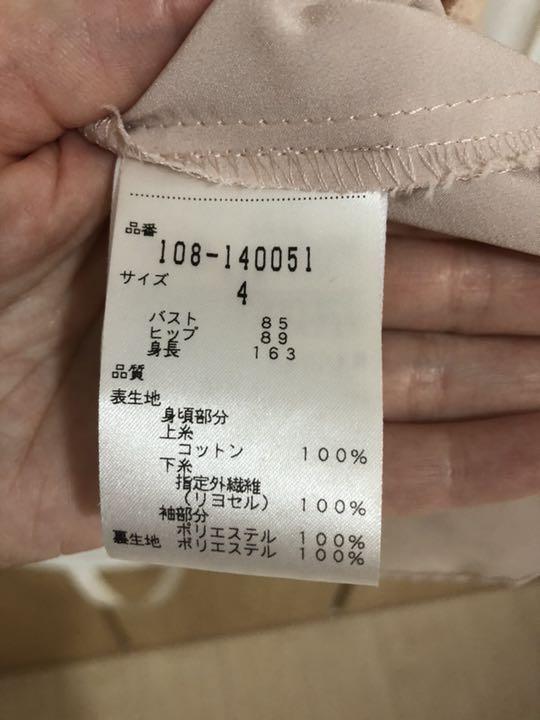 品番
108-140051
サイズ
4
バスト 85
ヒップ 89
身長 163
品質
表生地
身頃部分
上糸
コットン 100%
下糸
指定外繊維
(リヨセル) 100%
袖部分
ポリエステル 100%
裏生地 ポリエステル 100%